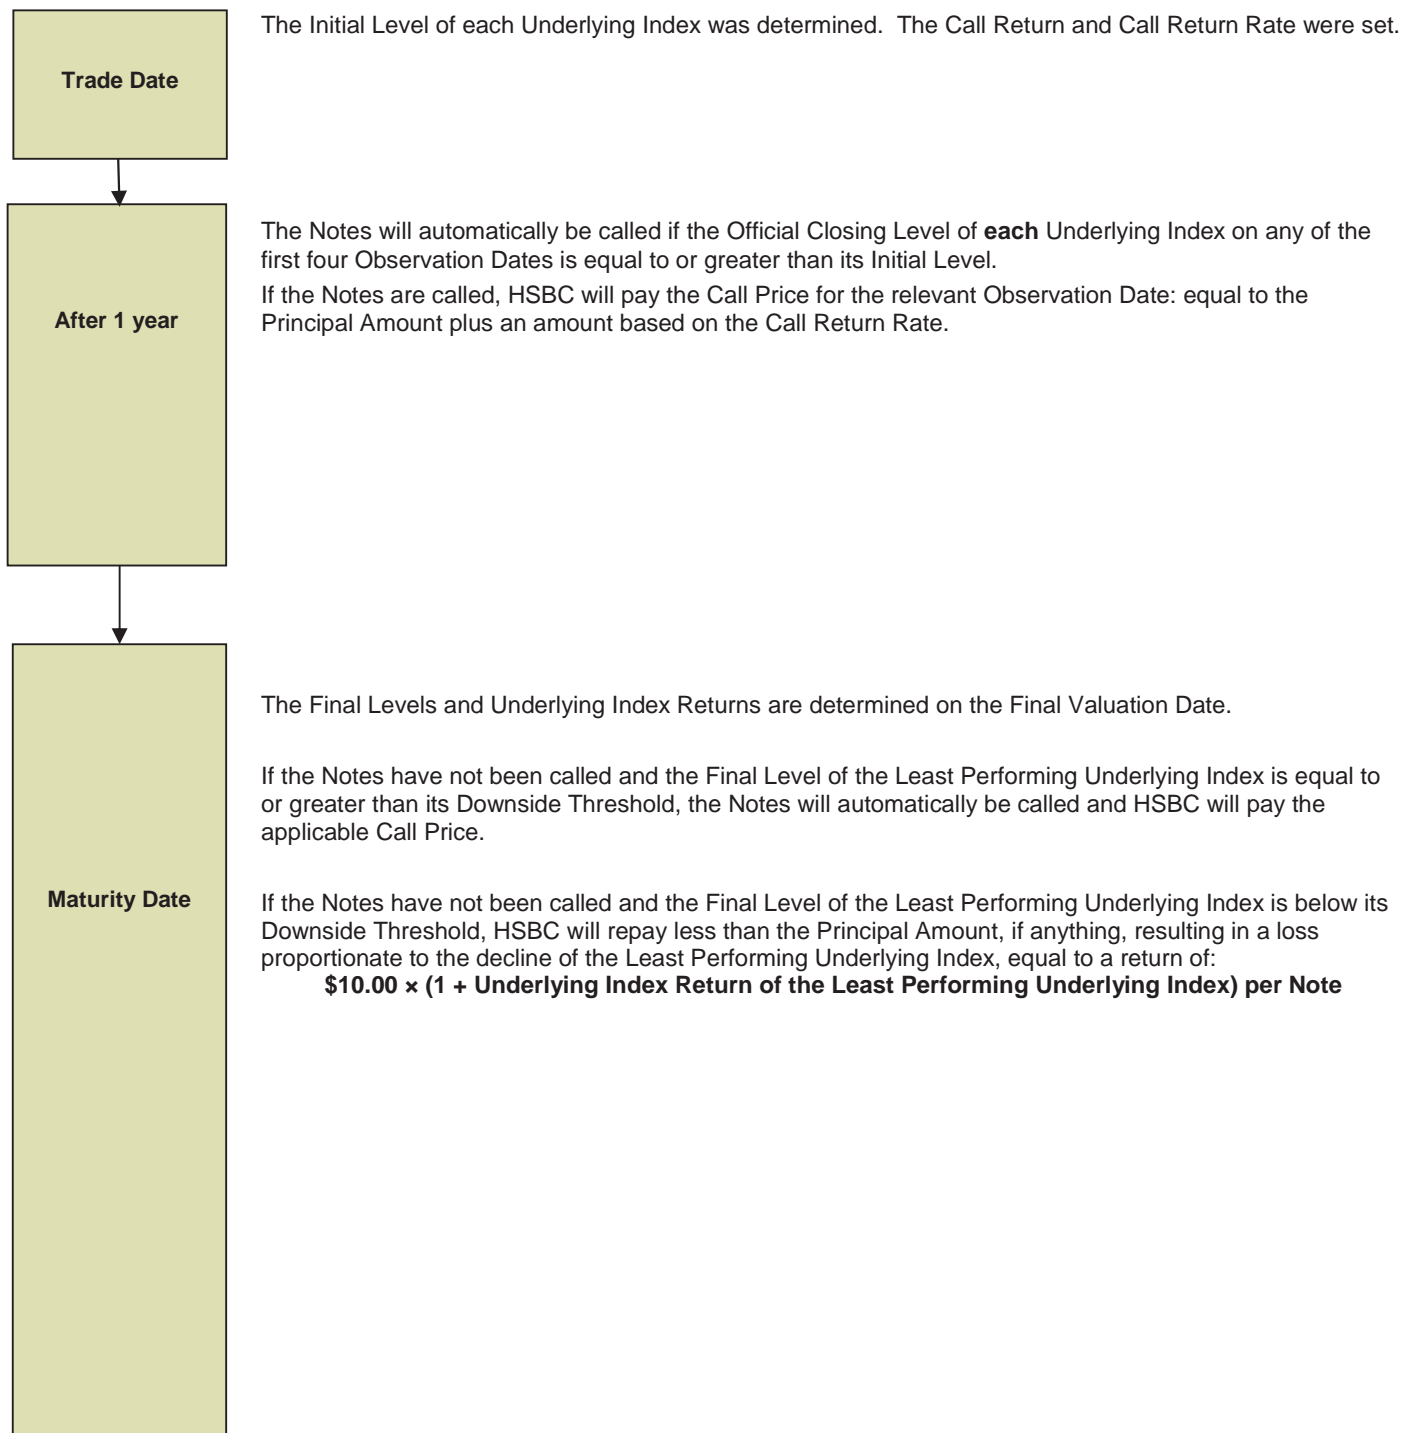 The Initial Level of each Underlying Index was determined.  The Call Return and Call Return Rate were set.
Trade Date
The Notes will automatically be called if the Official Closing Level of each Underlying Index on any of the
first four Observation Dates is equal to or greater than its Initial Level.
If the Notes are called, HSBC will pay the Call Price for the relevant Observation Date: equal to the
Principal Amount plus an amount based on the Call Return Rate.
After 1 year
The Final Levels and Underlying Index Returns are determined on the Final Valuation Date.
If the Notes have not been called and the Final Level of the Least Performing Underlying Index is equal to
or greater than its Downside Threshold, the Notes will automatically be called and HSBC will pay the
applicable Call Price.
Maturity Date
If the Notes have not been called and the Final Level of the Least Performing Underlying Index is below its
Downside Threshold, HSBC will repay less than the Principal Amount, if anything, resulting in a loss
proportionate to the decline of the Least Performing Underlying Index, equal to a return of:
$10.00 × (1 + Underlying Index Return of the Least Performing Underlying Index) per Note